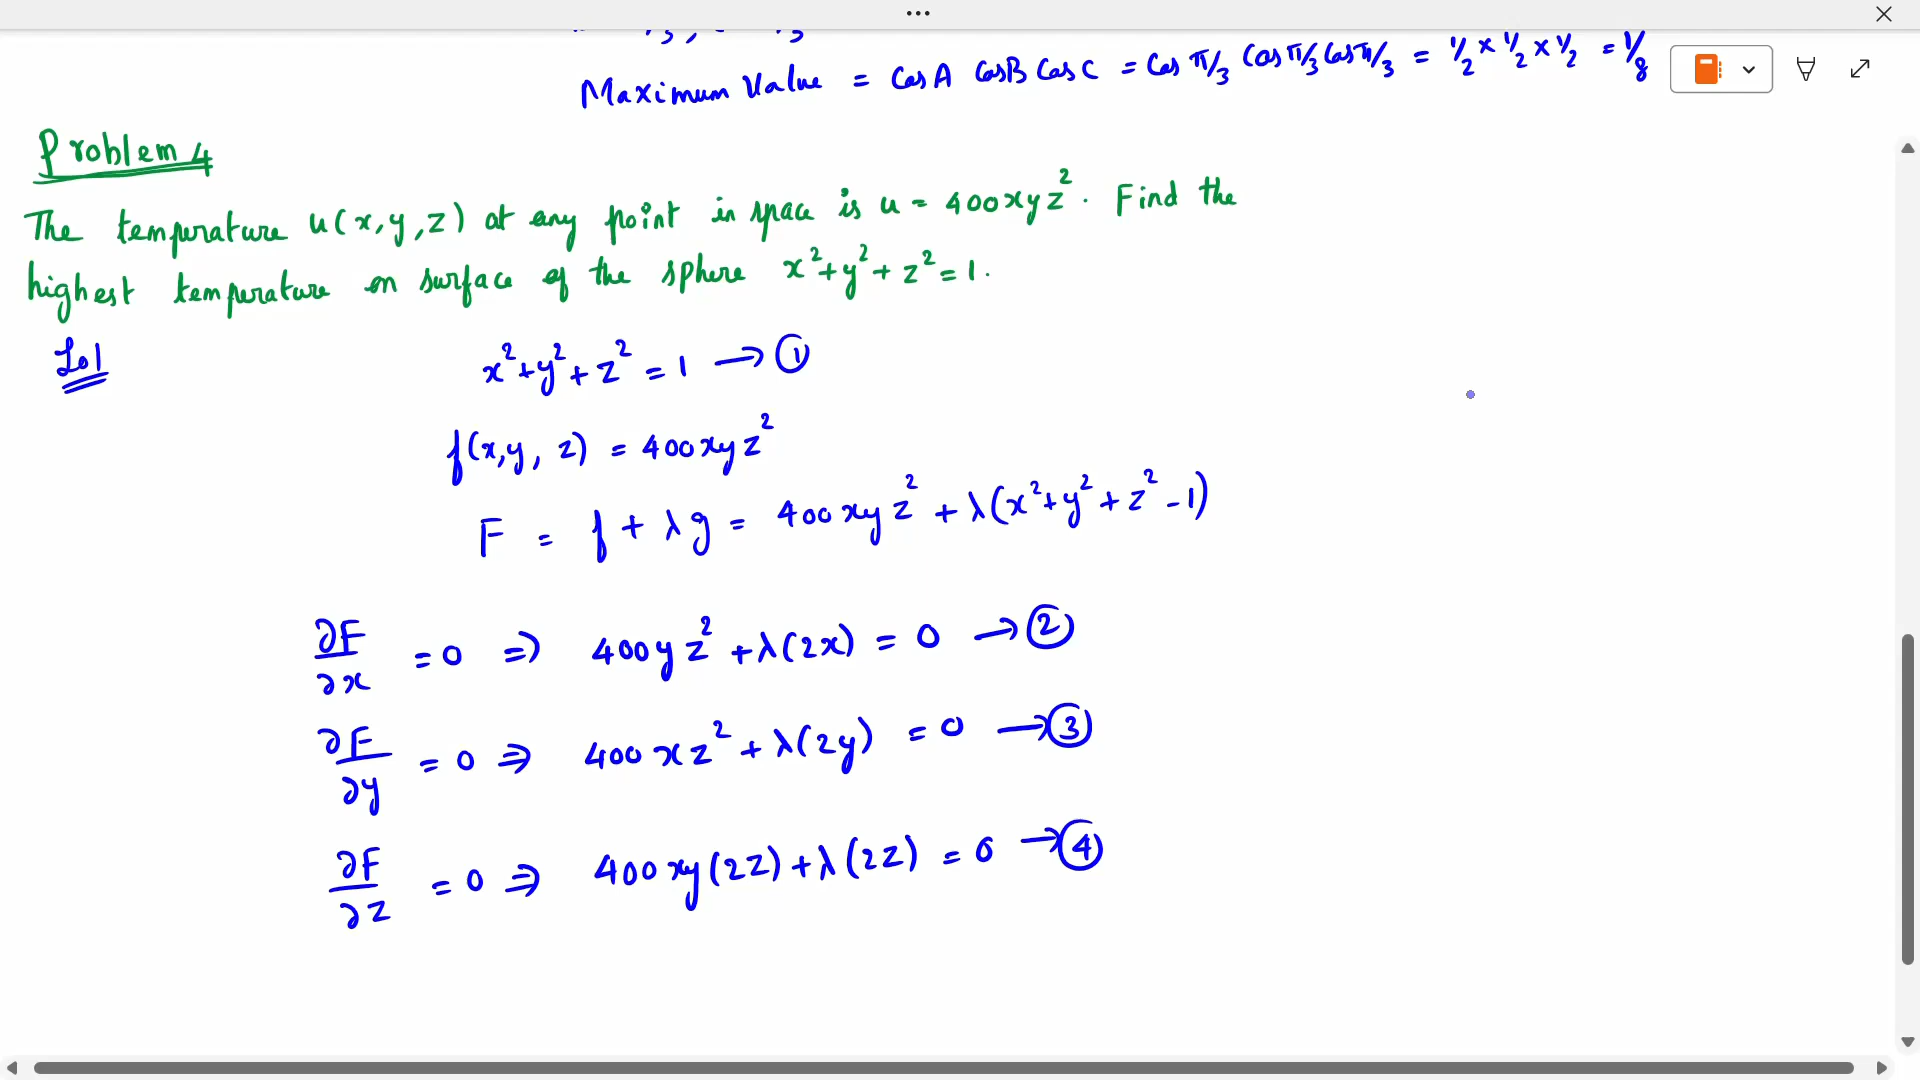 Maximum Value = Cos A Cos B Cos C = Cos π/3 Cos π/3 Cos π/3 = 1/2 × 1/2 × 1/2 = 1/8
Problem 4
The temperature u(x,y,z) at any point in space is u = 400xyz². Find the
highest temperature on surface of the sphere x²+y²+z²=1.
Sol
x²+y²+z² = 1 → ①
f(x,y,z) = 400xyz²
F = f + λg = 400xyz² + λ(x²+y²+z²-1)
∂F/∂x = 0 ⇒ 400yz² + λ(2x) = 0 → ②
∂F/∂y = 0 ⇒ 400xz² + λ(2y) = 0 → ③
∂F/∂z = 0 ⇒ 400xy(2z) + λ(2z) = 0 → ④